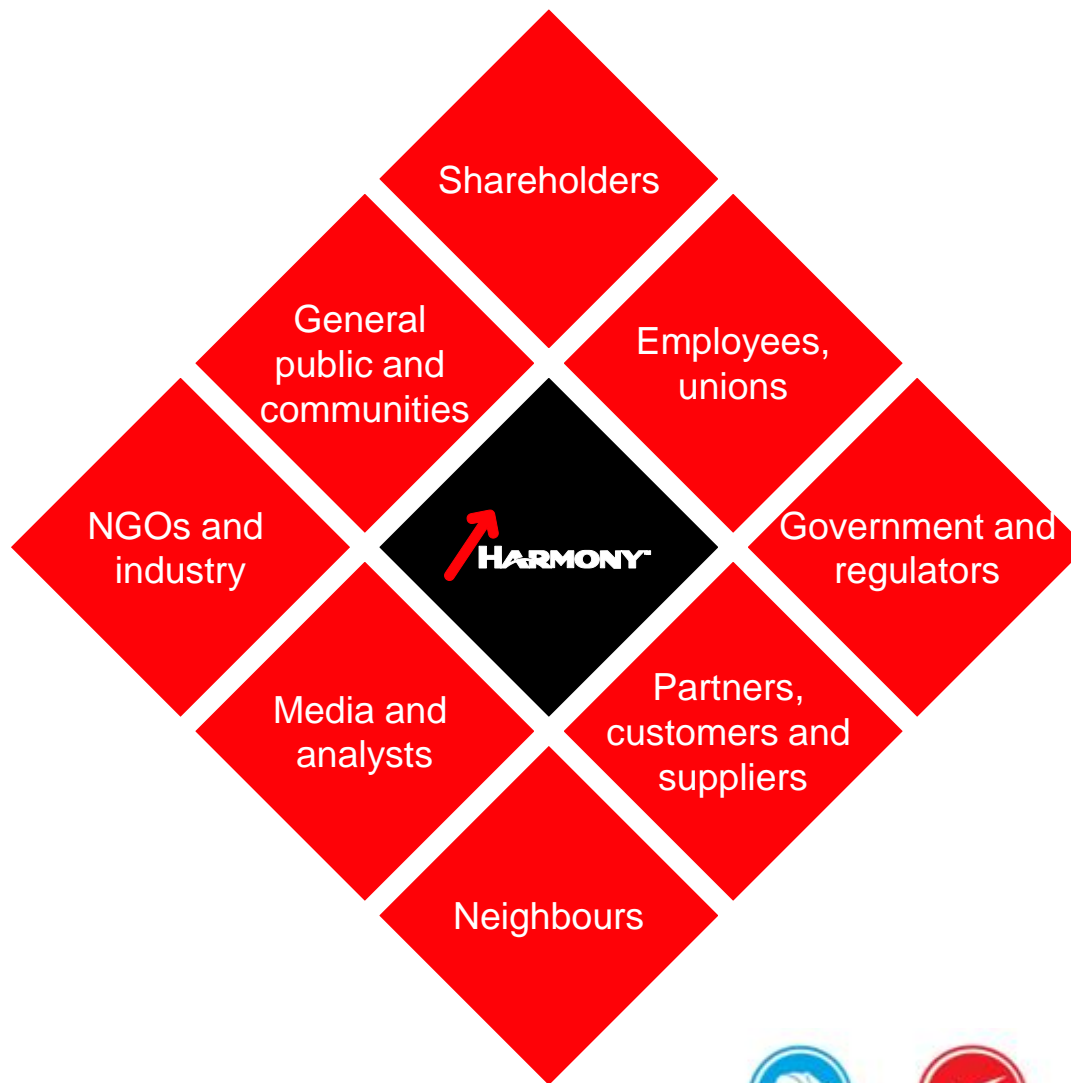 Shareholders
General
public and
communities
Employees,
unions
NGOs and
industry
HARMONY™
Government and
regulators
Media and
analysts
Partners,
customers and
suppliers
Neighbours